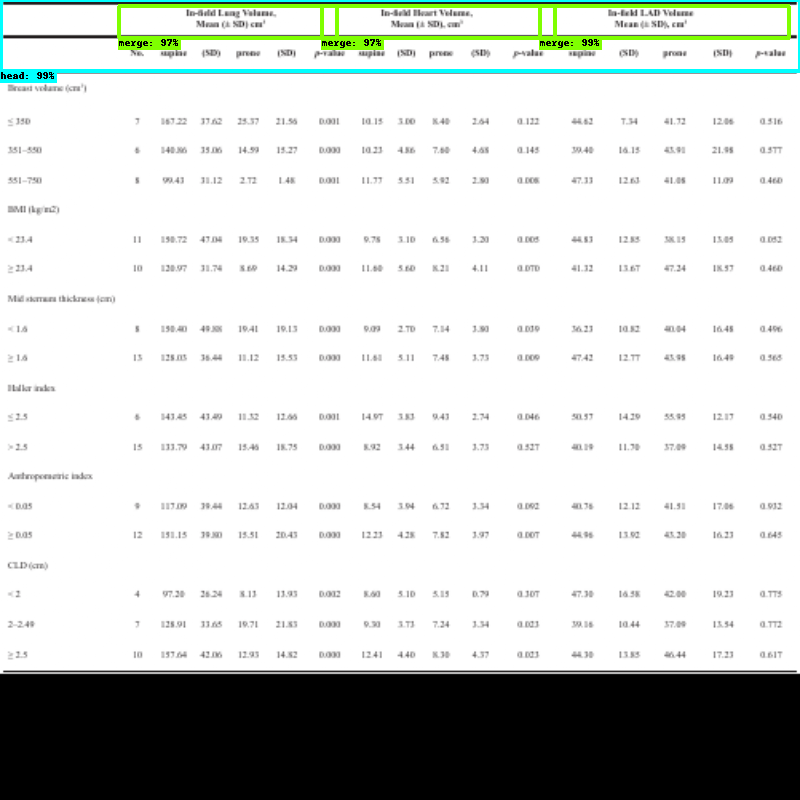 In-field Lung Volume, Mean (± SD) cm³ In-field Heart Volume, Mean (± SD), cm³ In-field LAD Volume Mean (± SD), cm³
merge: 97% merge: 97% merge: 99%
No. supine (SD) prone (SD) p-value supine (SD) prone (SD) p-value supine (SD) prone (SD) p-value
head: 99%
Breast volume (cm³)
≤ 350 7 167.22 37.62 25.37 21.56 0.001 10.15 3.00 8.40 2.64 0.122 44.62 7.34 41.72 12.06 0.516
351–550 6 140.86 35.06 14.59 15.27 0.000 10.23 4.86 7.60 4.68 0.145 39.40 16.15 43.91 21.98 0.577
551–750 8 99.43 31.12 2.72 1.48 0.001 11.77 5.51 5.92 2.80 0.008 47.33 12.63 41.08 11.09 0.460
BMI (kg/m2)
< 23.4 11 150.72 47.04 19.35 18.34 0.000 9.78 3.10 6.56 3.20 0.005 44.83 12.85 38.15 13.05 0.052
≥ 23.4 10 120.97 31.74 8.69 14.29 0.000 11.60 5.60 8.21 4.11 0.070 41.32 13.67 47.24 18.57 0.460
Mid sternum thickness (cm)
< 1.6 8 150.40 49.88 19.41 19.13 0.000 9.09 2.70 7.14 3.80 0.039 36.23 10.82 40.04 16.48 0.496
≥ 1.6 13 128.03 36.44 11.12 15.53 0.000 11.61 5.11 7.48 3.73 0.009 47.42 12.77 43.98 16.49 0.565
Haller index
≤ 2.5 6 143.45 43.49 11.32 12.66 0.001 14.97 3.83 9.43 2.74 0.046 50.57 14.29 55.95 12.17 0.540
> 2.5 15 133.79 43.07 15.46 18.75 0.000 8.92 3.44 6.51 3.73 0.527 40.19 11.70 37.09 14.58 0.527
Anthropometric index
< 0.05 9 117.09 39.44 12.63 12.04 0.000 8.54 3.94 6.72 3.34 0.092 40.76 12.12 41.51 17.06 0.932
≥ 0.05 12 151.15 39.80 15.51 20.43 0.000 12.23 4.28 7.82 3.97 0.007 44.96 13.92 43.20 16.23 0.645
CLD (cm)
< 2 4 97.20 26.24 8.13 13.93 0.002 8.60 5.10 5.15 0.79 0.307 47.30 16.58 42.00 19.23 0.775
2–2.49 7 128.91 33.65 19.71 21.83 0.000 9.30 3.73 7.24 3.34 0.023 39.16 10.44 37.09 13.54 0.772
≥ 2.5 10 157.64 42.06 12.93 14.82 0.000 12.41 4.40 8.30 4.37 0.023 44.30 13.85 46.44 17.23 0.617